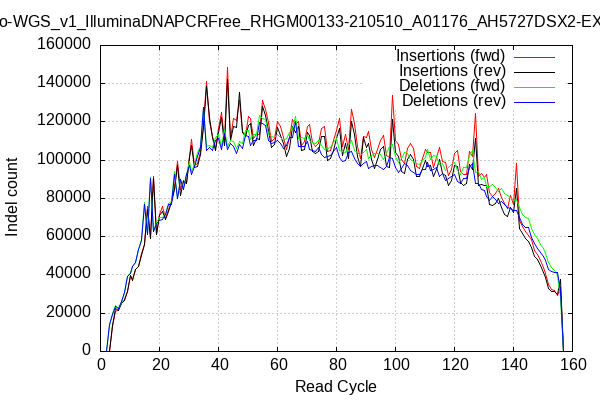 o-WGS_v1_IlluminaDNAPCRFree_RHGM00133-210510_A01176_AH5727DSX2-EX
Insertions (fwd)
Insertions (rev)
Deletions (fwd)
Deletions (rev)
Indel count
160000
140000
120000
100000
80000
60000
40000
20000
0
0 20 40 60 80 100 120 140 160
Read Cycle